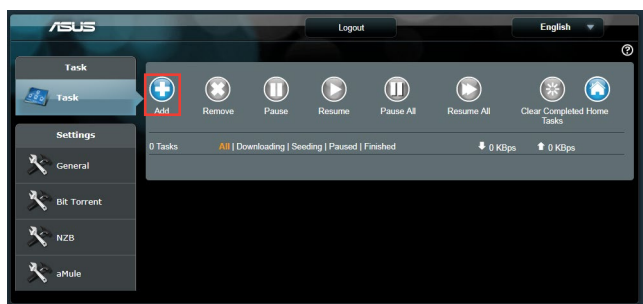 ASUS
Logout
English
Task
Task
Settings
General
Bit Torrent
NZB
aMule
Add
Remove
Pause
Resume
Pause All
Resume All
Clear Completed
Tasks
Home
0 Tasks
All | Downloading | Seeding | Paused | Finished
0 KBps
0 KBps